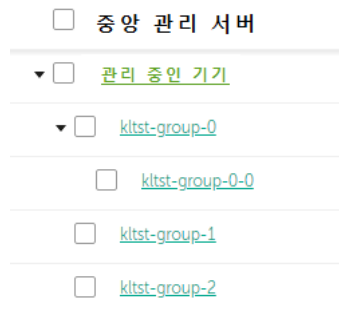 중앙 관리 서버
관리 중인 기기
kltst-group-0
kltst-group-0-0
kltst-group-1
kltst-group-2